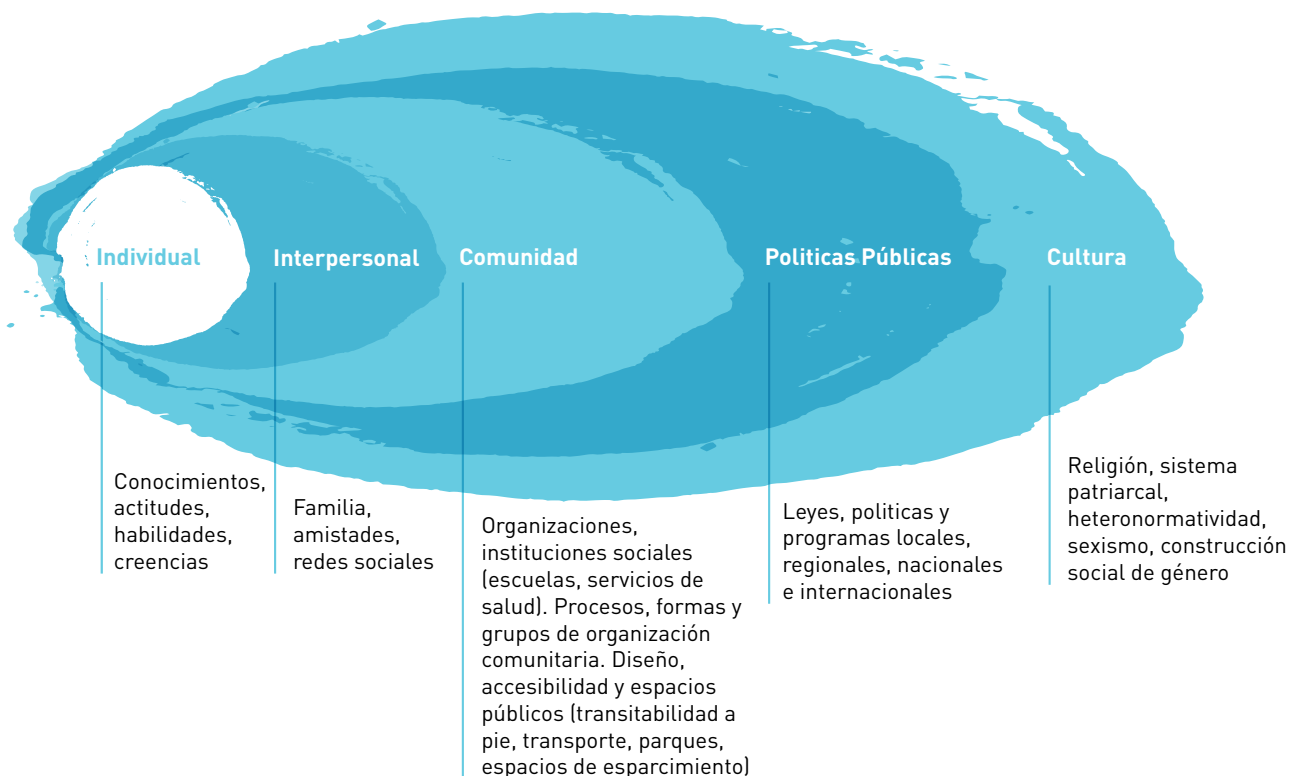 Individual
Interpersonal
Comunidad
Politicas Públicas
Cultura
Conocimientos,
actitudes,
habilidades,
creencias
Familia,
amistades,
redes sociales
Organizaciones,
instituciones sociales
(escuelas, servicios de
salud). Procesos, formas y
grupos de organización
comunitaria. Diseño,
accesibilidad y espacios
públicos (transitabilidad a
pie, transporte, parques,
espacios de esparcimiento)
Leyes, politicas y
programas locales,
regionales, nacionales
e internacionales
Religión, sistema
patriarcal,
heteronormatividad,
sexismo, construcción
social de género